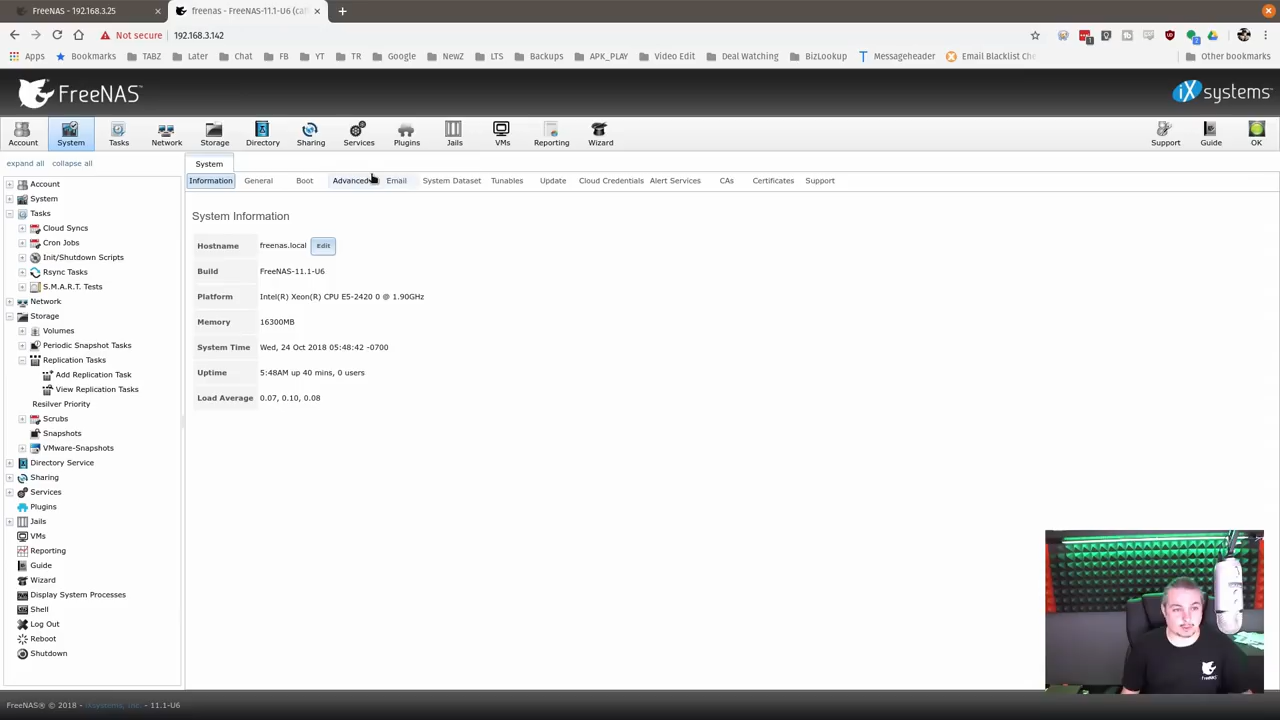 FreeNAS - 192.168.3.25
freenas - FreeNAS-11.1-U6
Not secure 192.168.3.142
Apps Bookmarks TABZ Later Chat FB YT TR Google NewZ LTS Backups APK_PLAY Video Edit Deal Watching BizLookup Messageheader Email Blacklist Other bookmarks
FreeNAS
iXsystems
Account System Tasks Network Storage Directory Sharing Services Plugins Jails VMs Reporting Wizard Support Guide OK
expand all collapse all
System
Information General Boot Advanced Email System Dataset Tunables Update Cloud Credentials Alert Services CAs Certificates Support
Account
System
Tasks
Cloud Syncs
Cron Jobs
Init/Shutdown Scripts
Rsync Tasks
S.M.A.R.T. Tests
Network
Storage
Volumes
Periodic Snapshot Tasks
Replication Tasks
Add Replication Task
View Replication Tasks
Resilver Priority
Scrubs
Snapshots
VMware-Snapshots
Directory Service
Sharing
Services
Plugins
Jails
VMs
Reporting
Guide
Wizard
Display System Processes
Shell
Log Out
Reboot
Shutdown
System Information
Hostname freenas.local Edit
Build FreeNAS-11.1-U6
Platform Intel(R) Xeon(R) CPU E5-2420 0 @ 1.90GHz
Memory 16300MB
System Time Wed, 24 Oct 2018 05:48:42 -0700
Uptime 5:48AM up 40 mins, 0 users
Load Average 0.07, 0.10, 0.08
FreeNAS
FreeNAS® © 2018 - iXsystems, Inc. - 11.1-U6